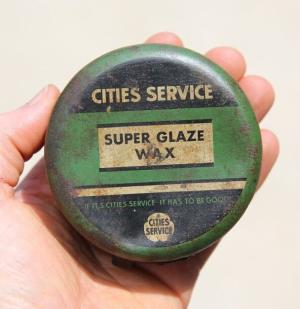 CITIES SERVICE
SUPER GLAZE
WAX
IF IT'S CITIES SERVICE IT HAS TO BE GOOD
CITIES
SERVICE